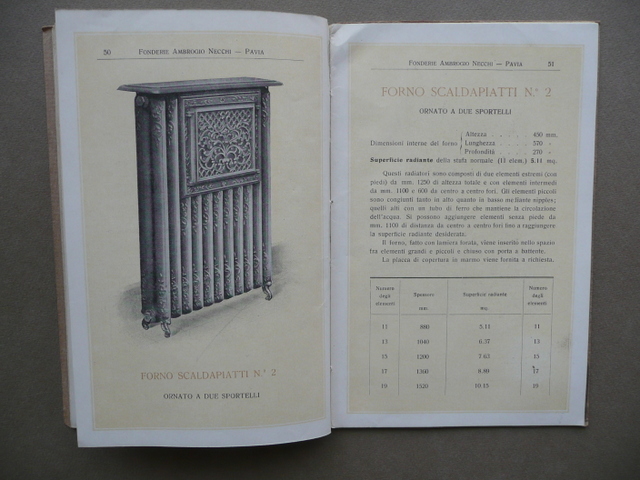 50 FONDERIE AMBROGIO NECCHI — PAVIA
FORNO SCALDAPIATTI N.° 2
ORNATO A DUE SPORTELLI
FONDERIE AMBROGIO NECCHI — PAVIA 51
FORNO SCALDAPIATTI N.° 2
ORNATO A DUE SPORTELLI
Altezza . . . . 450 mm.
Dimensioni interne del forno Lunghezza . . . . 370 »
Profondità . . . . 270 »
Superficie radiante della stufa normale (11 elem.) 5.11 mq.
Questi radiatori sono composti di due elementi estremi (con
piedi) da mm. 1250 di altezza totale e con elementi intermedi
da mm. 1100 e 600 da centro a centro fori. Gli elementi piccoli
sono congiunti tanto in alto quanto in basso mediante nipples;
quelli alti con un tubo di ferro che mantiene la circolazione
dell'acqua. Si possono aggiungere elementi senza piede da
mm. 1100 di distanza da centro a centro fori fino a raggiungere
la superficie radiante desiderata.
Il forno, fatto con lamiera forata, viene inserito nello spazio
fra elementi grandi e piccoli e chiuso con porta a battente.
La piazza di copertura in marmo viene fornita a richiesta.
Numero degli elementi Spessore mm. Superficie radiante mq. Numero degli elementi
11 880 5.11 11
13 1040 6.37 13
15 1200 7.63 15
17 1360 8.89 17
19 1520 10.15 19